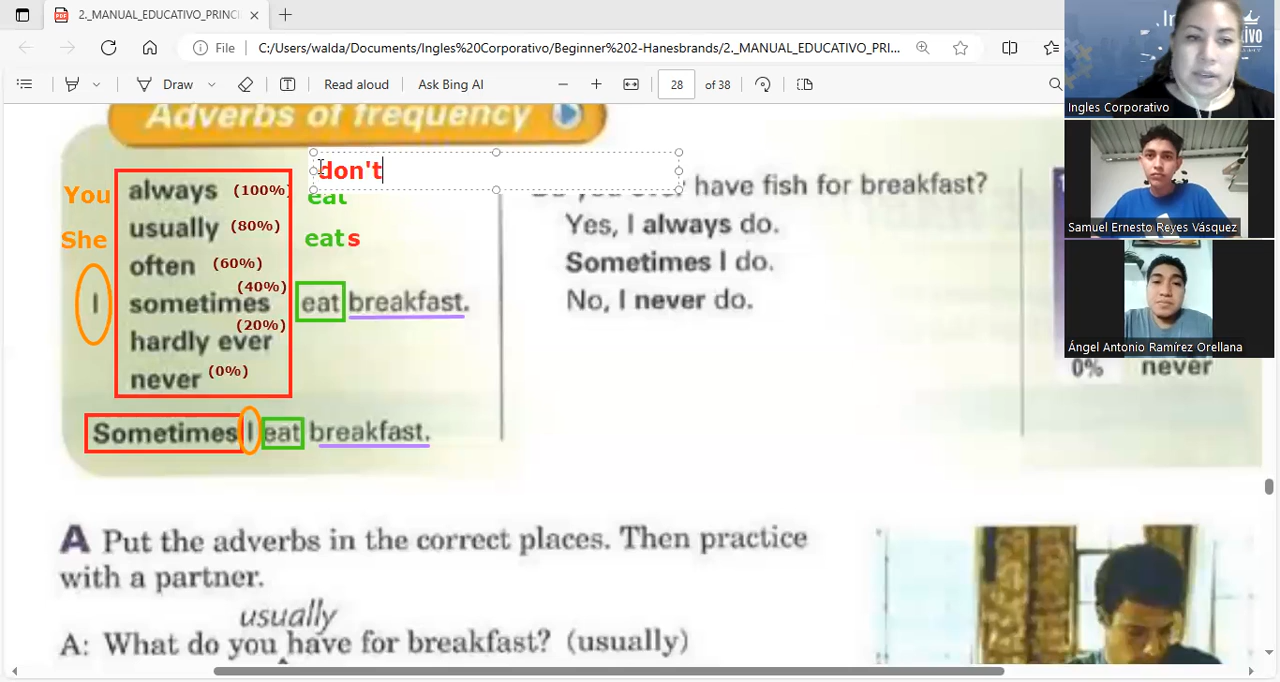 2._MANUAL_EDUCATIVO_PRINCI
File C:/Users/walda/Documents/Ingles%20Corporativo/Beginner%202-Hanesbrands/2._MANUAL_EDUCATIVO_PRI...
Draw Read aloud Ask Bing AI 28 of 38
Adverbs of frequency
don't
You always (100%) eat
She usually (80%) eats
often (60%)
(40%)
I sometimes eat breakfast.
(20%)
hardly ever
never (0%)
Sometimes I eat breakfast.
have fish for breakfast?
Yes, I always do.
Sometimes I do.
No, I never do.
0% never
A Put the adverbs in the correct places. Then practice
with a partner.
usually
A: What do you have for breakfast? (usually)
Ingles Corporativo
Samuel Ernesto Reyes Vásquez
Ángel Antonio Ramírez Orellana